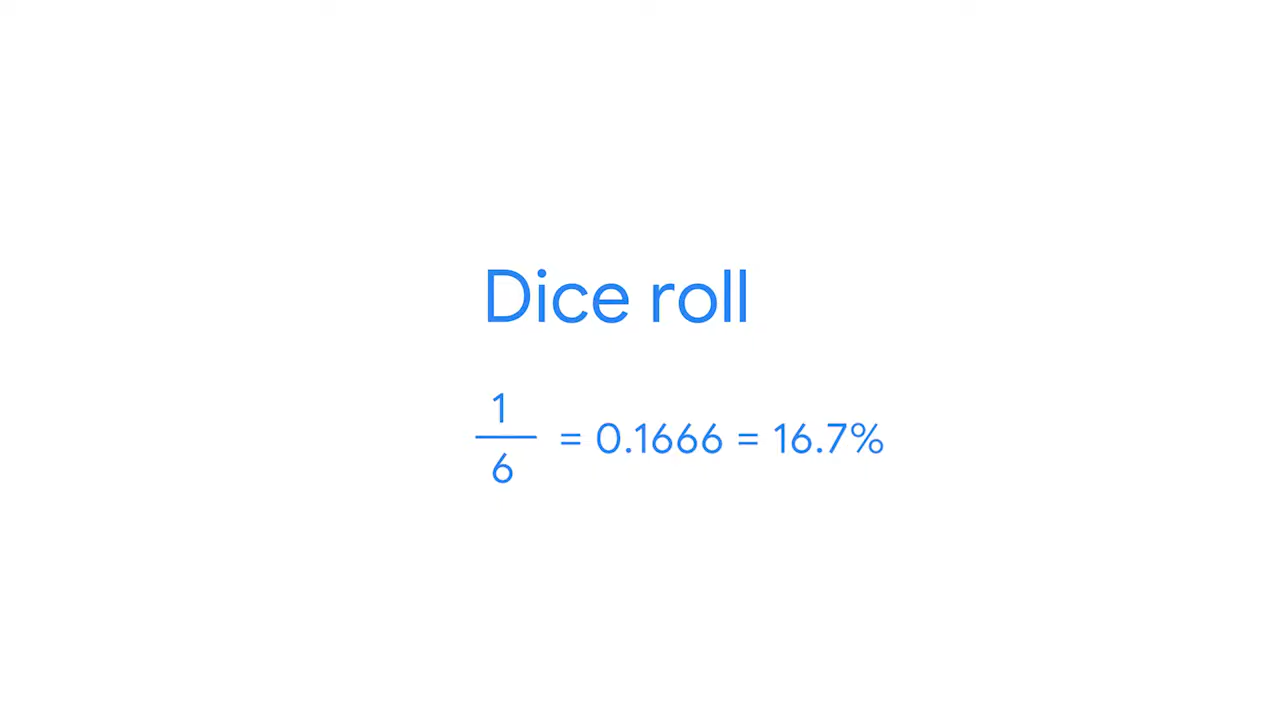 Dice roll
1
6
= 0.1666 = 16.7%